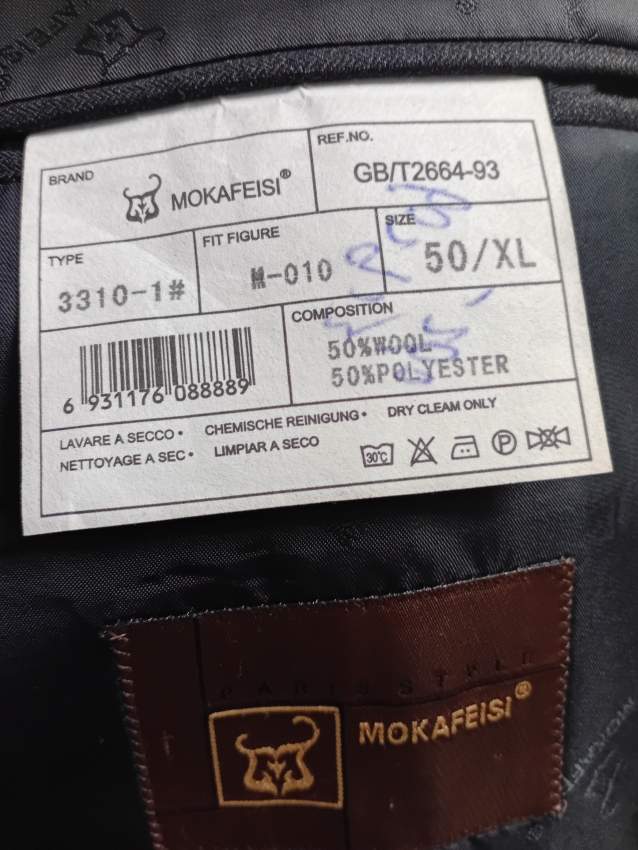 BRAND
MOKAFEISI®
REF.NO.
GB/T2664-93
TYPE
3310-1#
FIT FIGURE
M-010
SIZE
50/XL
6 931176 088889
COMPOSITION
50%WOOL
50%POLYESTER
LAVARE A SECCO • CHEMISCHE REINIGUNG • DRY CLEAM ONLY
NETTOYAGE A SEC • LIMPIAR A SECO
30°C
P
PARISSTYLE
MOKAFEISI®